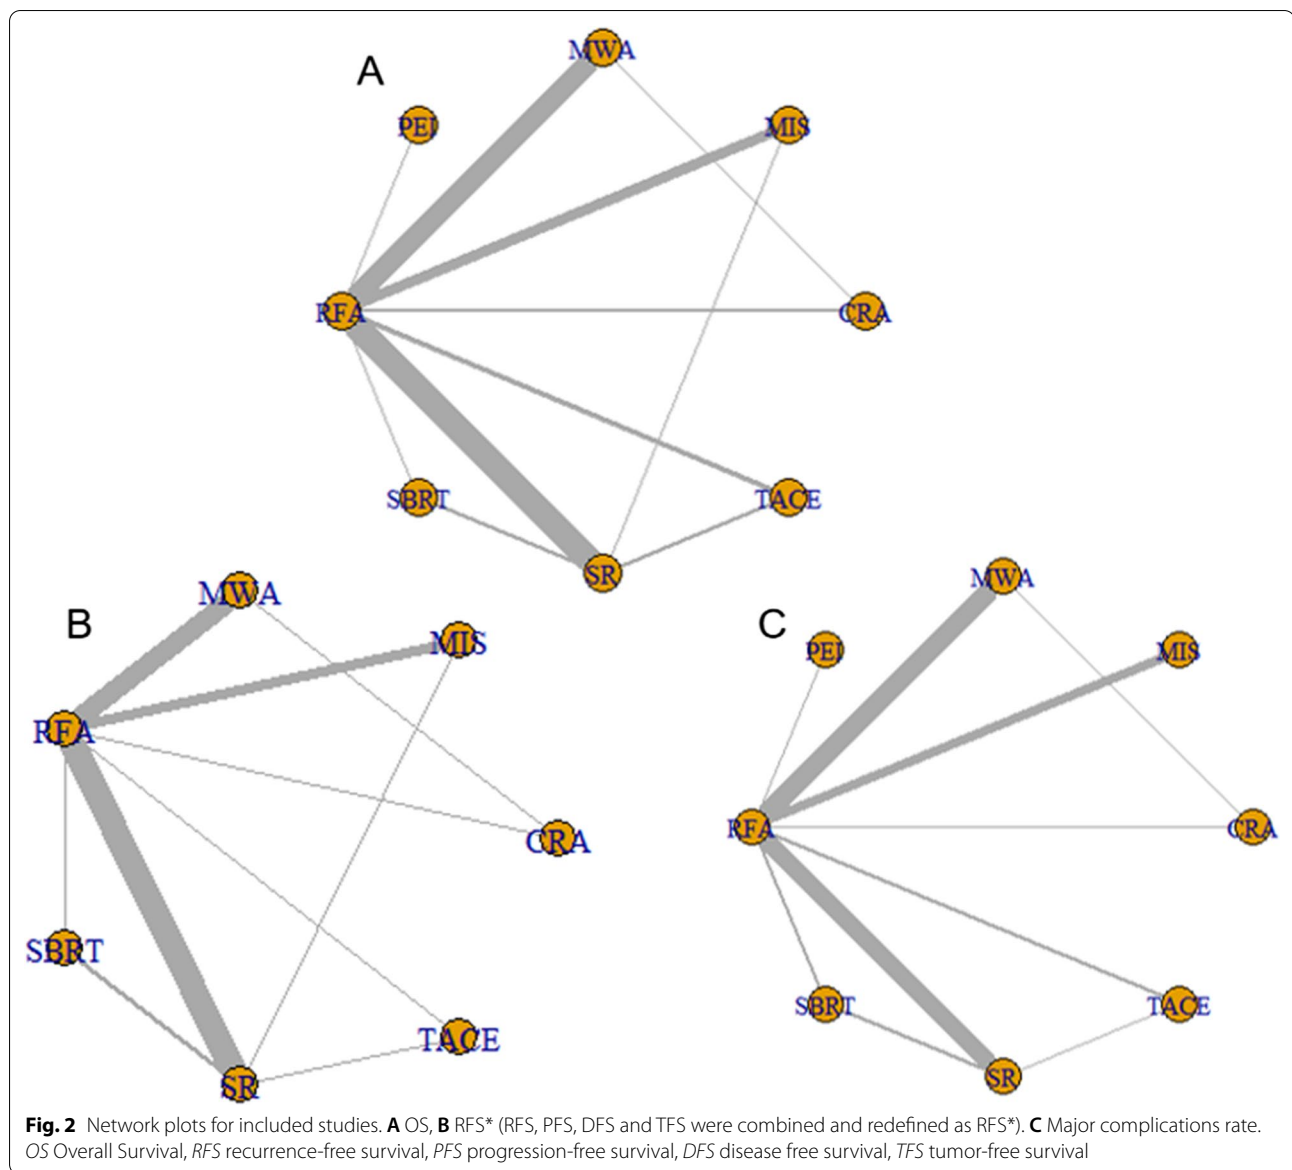 A
MWA
PEI
MIS
RFA
CRA
SBRT
TACE
SR
B
MWA
MIS
RFA
CRA
SBRT
TACE
SR
C
MWA
PEI
MIS
RFA
CRA
SBRT
TACE
SR
Fig. 2 Network plots for included studies. A OS, B RFS* (RFS, PFS, DFS and TFS were combined and redefined as RFS*). C Major complications rate.
OS Overall Survival, RFS recurrence-free survival, PFS progression-free survival, DFS disease free survival, TFS tumor-free survival